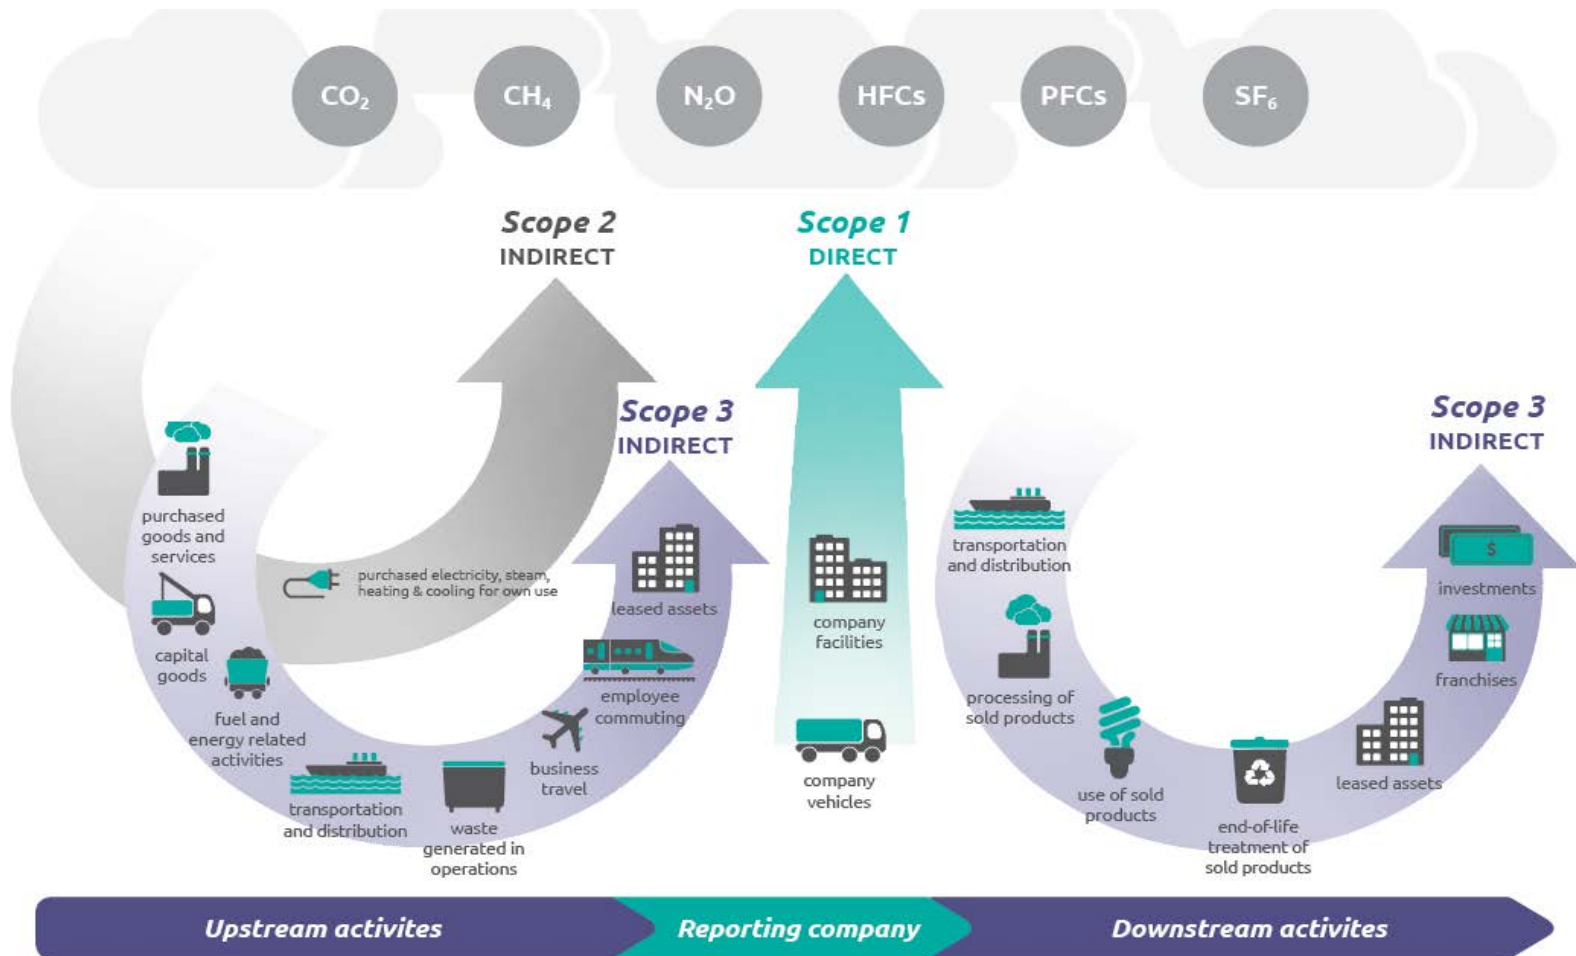 CO₂
CH₄
N₂O
HFCs
PFCs
SF₆
Scope 2
INDIRECT
Scope 1
DIRECT
Scope 3
INDIRECT
Scope 3
INDIRECT
purchased
goods and
services
capital
goods
fuel and
energy related
activities
transportation
and distribution
waste
generated in
operations
business
travel
employee
commuting
leased assets
purchased electricity, steam,
heating & cooling for own use
company
facilities
company
vehicles
transportation
and distribution
processing of
sold products
use of sold
products
end-of-life
treatment of
sold products
leased assets
franchises
$
investments
Upstream activites
Reporting company
Downstream activites